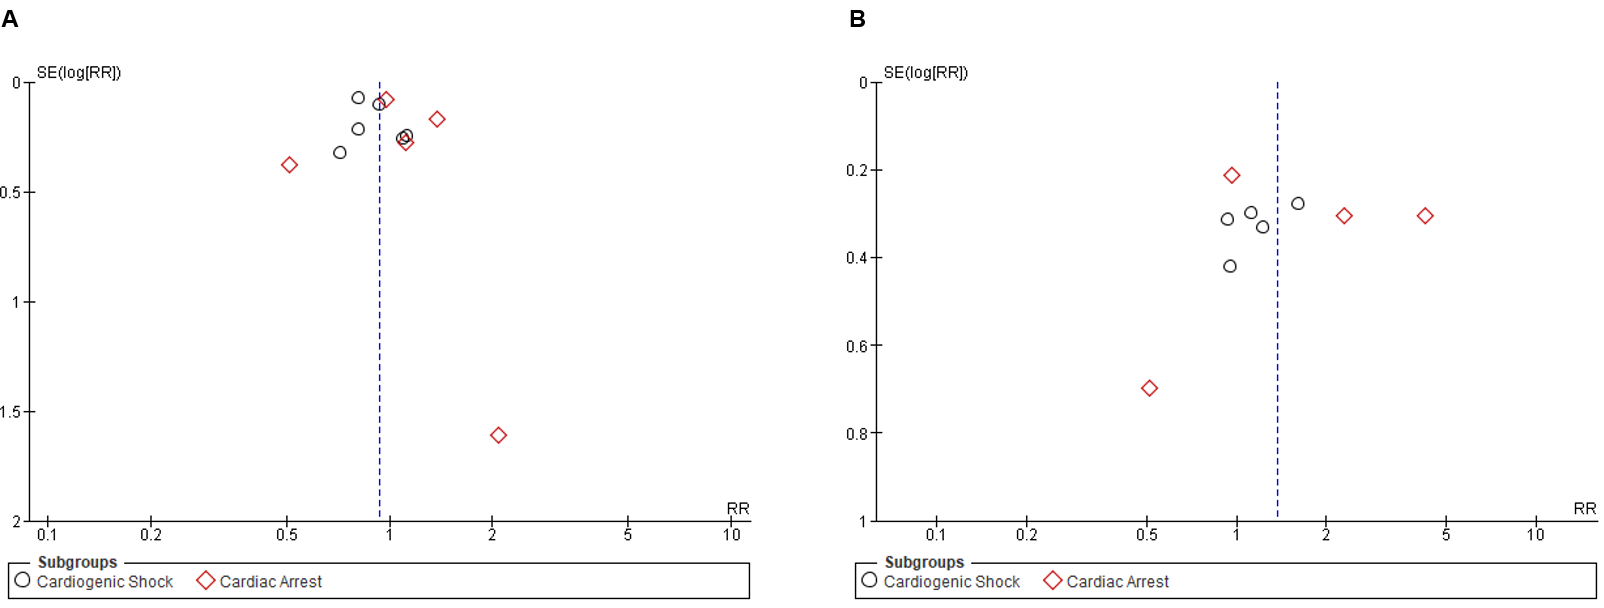 A
SE(log[RR])
0
0.5
1
1.5
2
RR
0.1 0.2 0.5 1 2 5 10
Subgroups
Cardiogenic Shock Cardiac Arrest
B
SE(log[RR])
0
0.2
0.4
0.6
0.8
1
RR
0.1 0.2 0.5 1 2 5 10
Subgroups
Cardiogenic Shock Cardiac Arrest